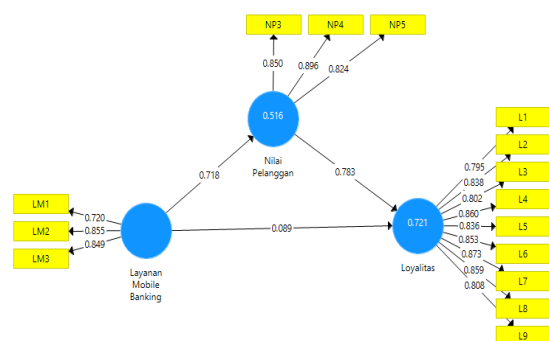 NP3 NP4 NP5
0.850 0.896 0.824
0.516
Nilai
Pelanggan
0.718
0.783
LM1
LM2
LM3
0.720
0.855
0.849
Layanan
Mobile
Banking
0.089
0.721
Loyalitas
0.795
0.838
0.802
0.860
0.836
0.853
0.873
0.859
0.808
L1
L2
L3
L4
L5
L6
L7
L8
L9